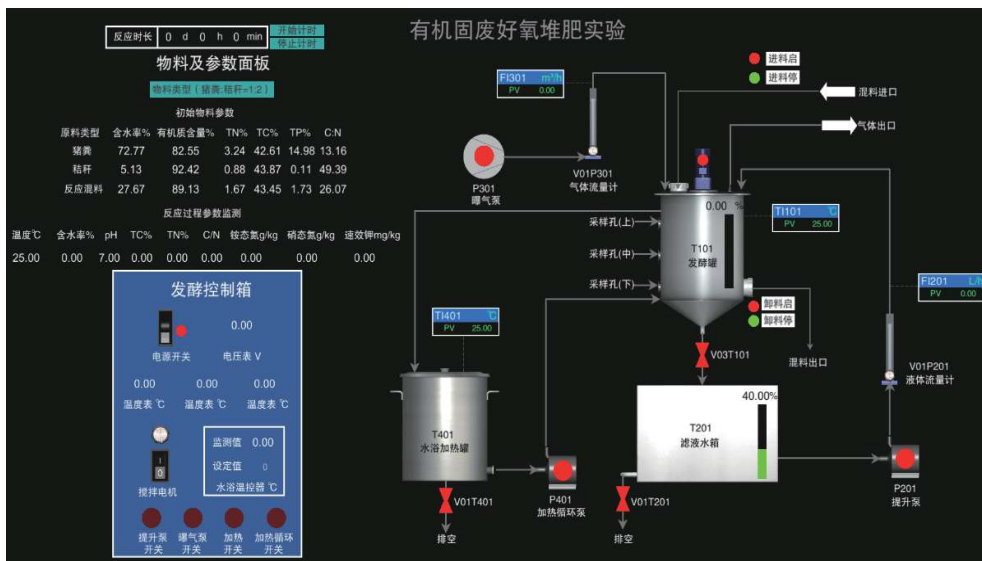 有机固废好氧堆肥实验
反应时长 0 d 0 h 0 min
开始计时
停止计时
物料及参数面板
物料类型（猪粪:秸秆=1:2）
初始物料参数
原料类型 含水率% 有机质含量% TN% TC% TP% C:N
猪粪 72.77 82.55 3.24 42.61 14.98 13.16
秸秆 5.13 92.42 0.88 43.87 0.11 49.39
反应混料 27.67 89.13 1.67 43.45 1.73 26.07
反应过程参数监测
温度℃ 含水率% pH TC% TN% C/N 铵态氮g/kg 硝态氮g/kg 速效钾mg/kg
25.00 0.00 7.00 0.00 0.00 0.00 0.00 0.00 0.00
发酵控制箱
0.00
电源开关 电压表 V
0.00 0.00 0.00
温度表 ℃ 温度表 ℃ 温度表 ℃
监测值 0.00
设定值 0
水浴温控器 ℃
1
0
搅拌电机
提升泵 曝气泵 加热 加热循环
开关 开关 开关 开关
FI301 m³/h
PV 0.00
P301
曝气泵
V01P301
气体流量计
进料启
进料停
混料进口
气体出口
0.00 %
TI101 ℃
PV 25.00
T101
发酵罐
采样孔(上)
采样孔(中)
采样孔(下)
卸料启
卸料停
混料出口
V03T101
FI201 L/h
PV 0.00
V01P201
液体流量计
TI401 ℃
PV 25.00
T401
水浴加热罐
V01T401
排空
P401
加热循环泵
40.00%
T201
滤液水箱
V01T201
排空
P201
提升泵